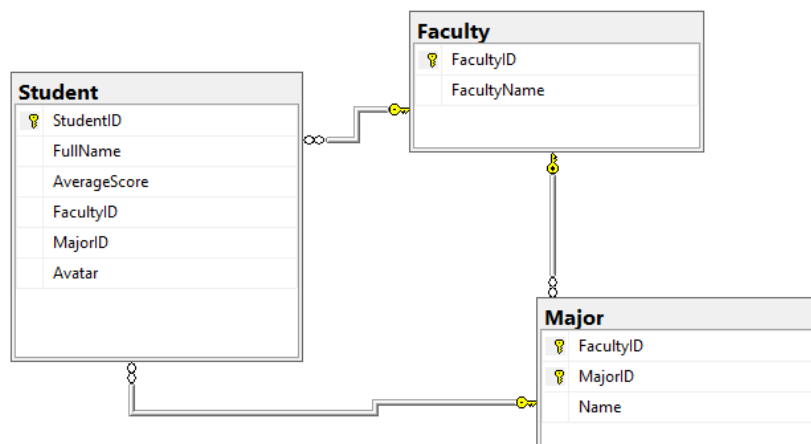 Faculty
FacultyID
FacultyName
Student
StudentID
FullName
AverageScore
FacultyID
MajorID
Avatar
Major
FacultyID
MajorID
Name